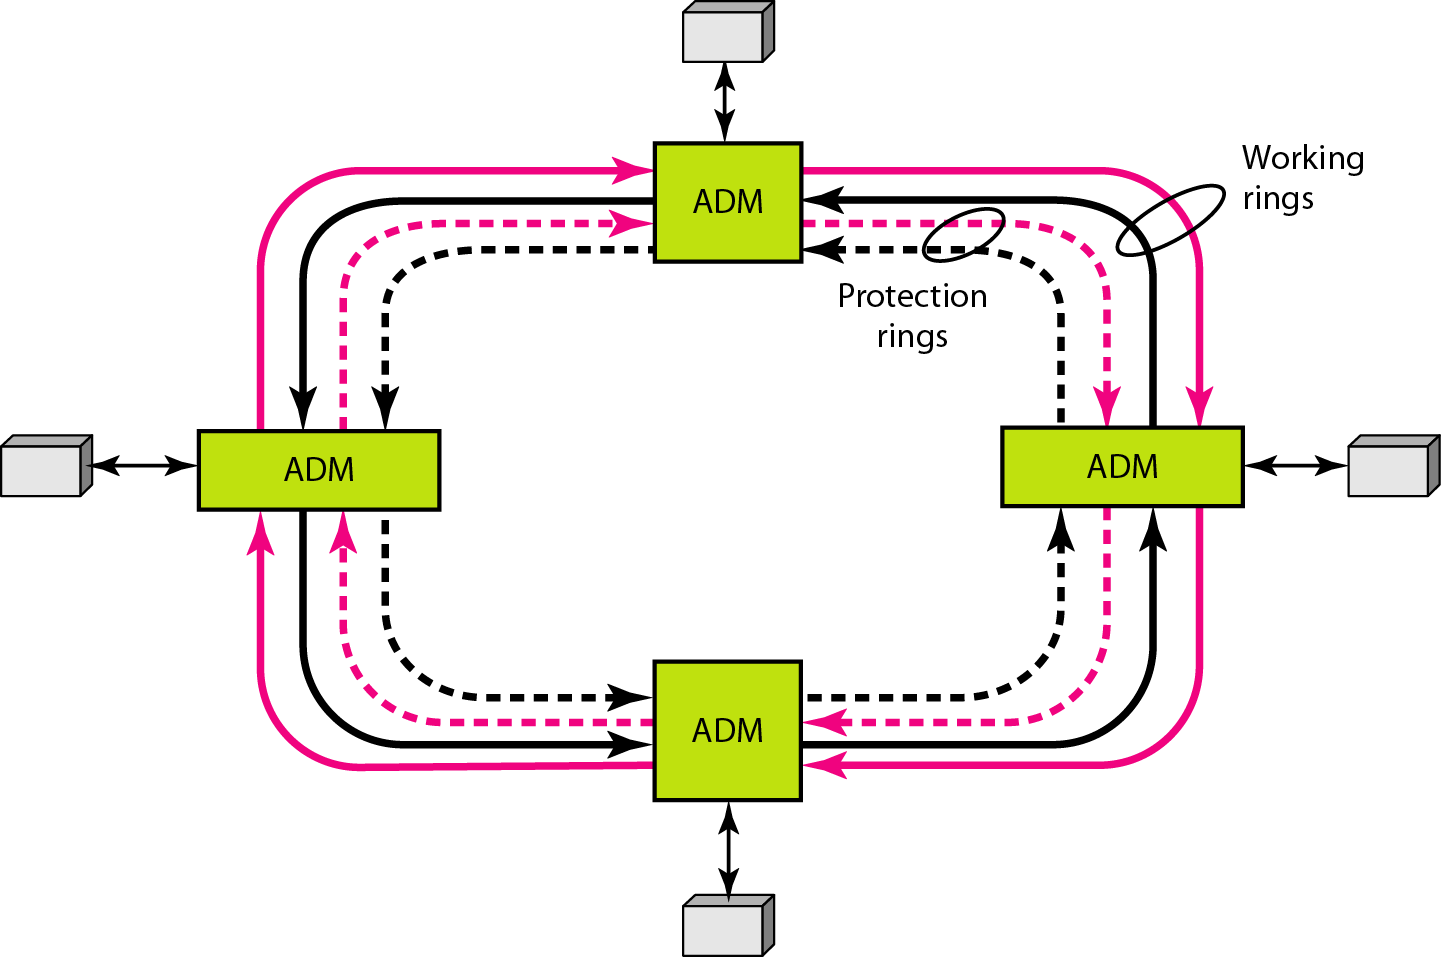 ADM
Working
rings
Protection
rings
ADM
ADM
ADM